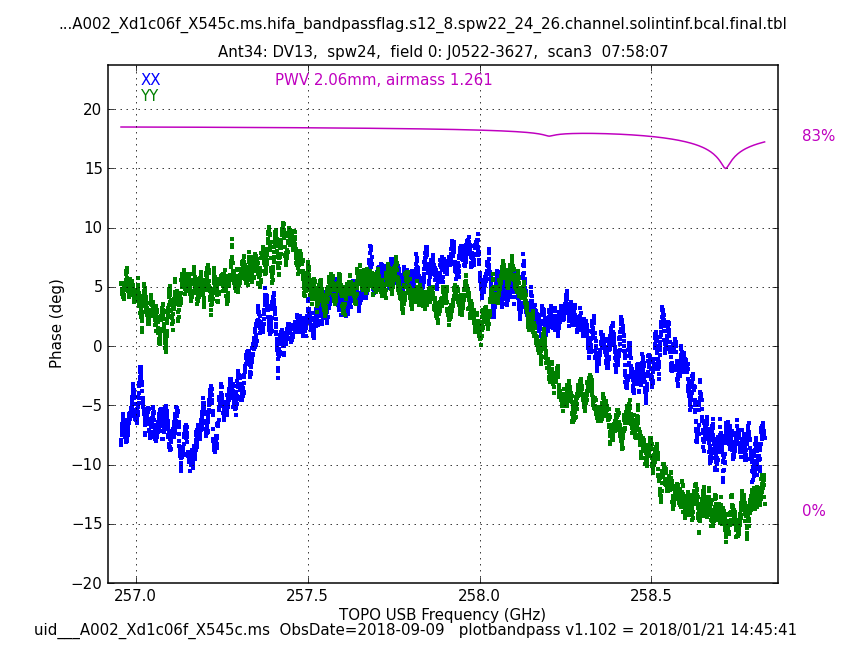 ...A002_Xd1c06f_X545c.ms.hifa_bandpassflag.s12_8.spw22_24_26.channel.solintinf.bcal.final.tbl
Ant34: DV13,  spw24,  field 0: J0522-3627,  scan3  07:58:07
XX
PWV 2.06mm, airmass 1.261
YY
20
83%
15
10
5
Phase (deg)
0
−5
−10
0%
−15
−20
257.0
257.5
258.0
258.5
TOPO USB Frequency (GHz)
uid___A002_Xd1c06f_X545c.ms  ObsDate=2018-09-09   plotbandpass v1.102 = 2018/01/21 14:45:41